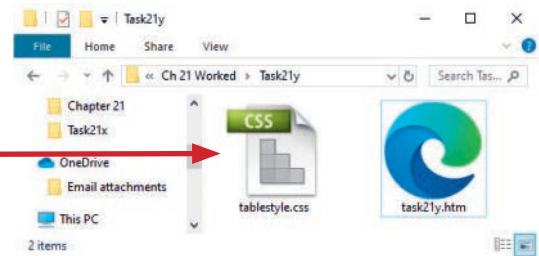 Task21y
File Home Share View
« Ch 21 Worked › Task21y
Search Tas...
Chapter 21
Task21x
OneDrive
Email attachments
This PC
CSS
tablestyle.css
task21y.htm
2 items